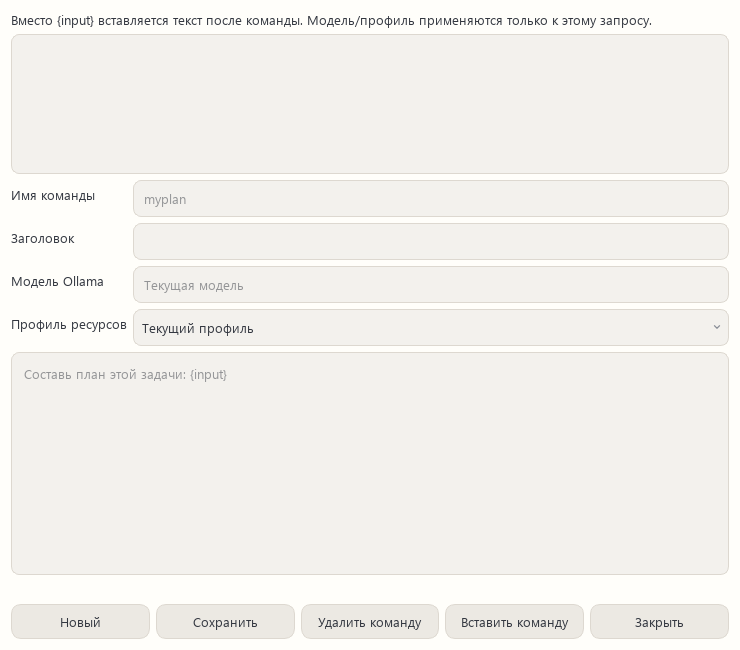 Вместо {input} вставляется текст после команды. Модель/профиль применяются только к этому запросу.
Имя команды
myplan
Заголовок
Модель Ollama
Текущая модель
Профиль ресурсов
Текущий профиль
Составь план этой задачи: {input}
Новый
Сохранить
Удалить команду
Вставить команду
Закрыть